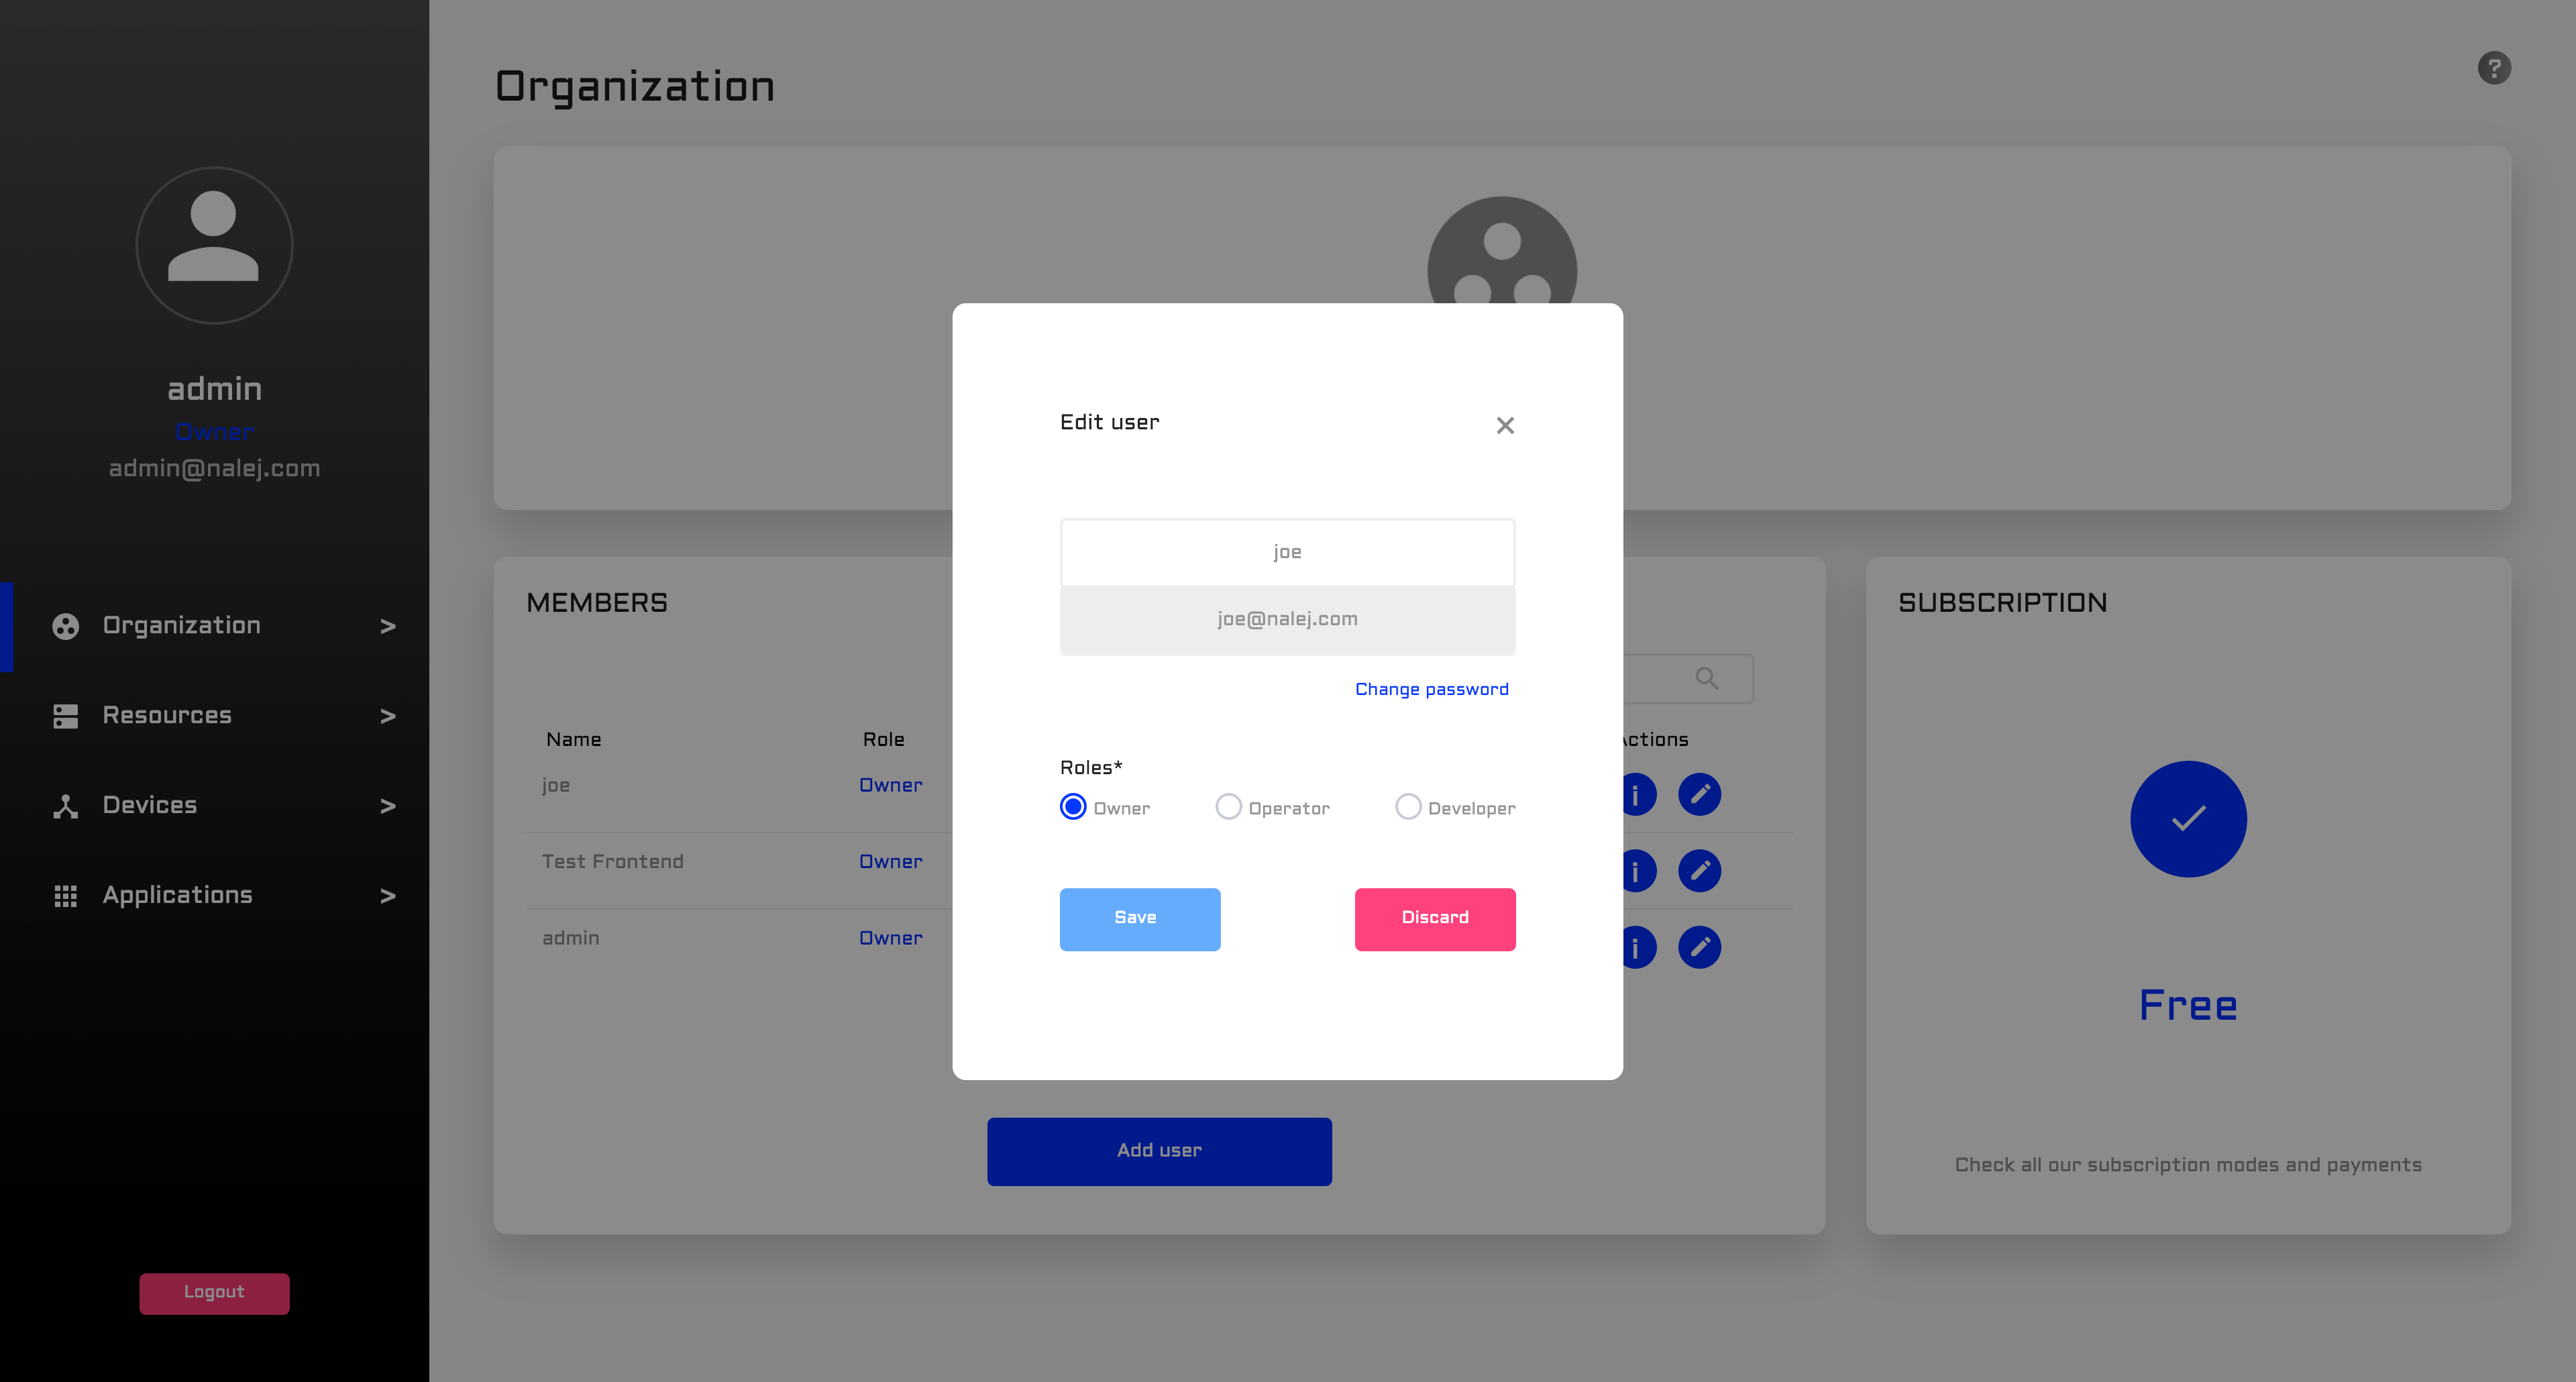 admin
Owner
admin@nalej.com
Organization >
Resources >
Devices >
Applications >
Logout
Organization
?
MEMBERS
Name Role
joe Owner
Test Frontend Owner
admin Owner
Add user
Edit user
joe
joe@nalej.com
Change password
Roles*
Owner Operator Developer
Save Discard
SUBSCRIPTION
Free
Check all our subscription modes and payments